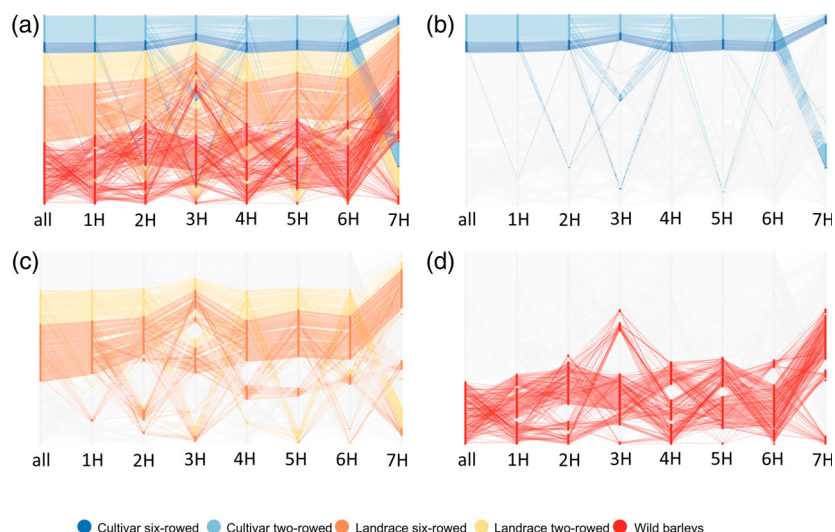 (a) (b)
all 1H 2H 3H 4H 5H 6H 7H all 1H 2H 3H 4H 5H 6H 7H
(c) (d)
all 1H 2H 3H 4H 5H 6H 7H all 1H 2H 3H 4H 5H 6H 7H
Cultivar six-rowed Cultivar two-rowed Landrace six-rowed Landrace two-rowed Wild barleys